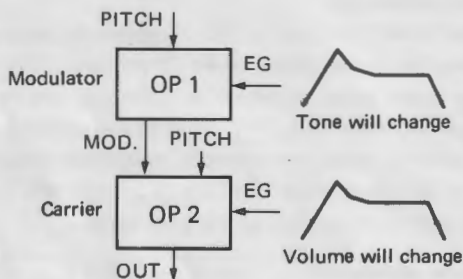 PITCH
EG
Modulator
OP 1
Tone will change
MOD.
PITCH
EG
Carrier
OP 2
Volume will change
OUT